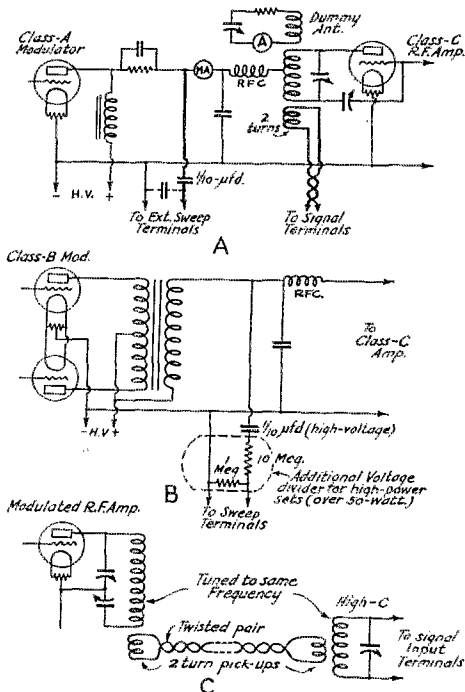 Class-A
Modulator
Dummy
Ant.
A
Class-C
R.F. Amp.
MA
RFC
2
turns
- H.V. +
1/10-µfd.
To Ext. Sweep
Terminals
To Signal
Terminals
A
Class-B Mod.
RFC.
To
Class-C
Amp.
- H.V. +
1/10 µfd (high-voltage)
1
Meg
10 Meg.
Additional Voltage
divider for high-power
sets (over 50-watt.)
To Sweep
Terminals
B
Modulated R.F. Amp.
Tuned to same
Frequency
High-C
Twisted pair
2 turn pick-ups
To signal
Input
Terminals
C